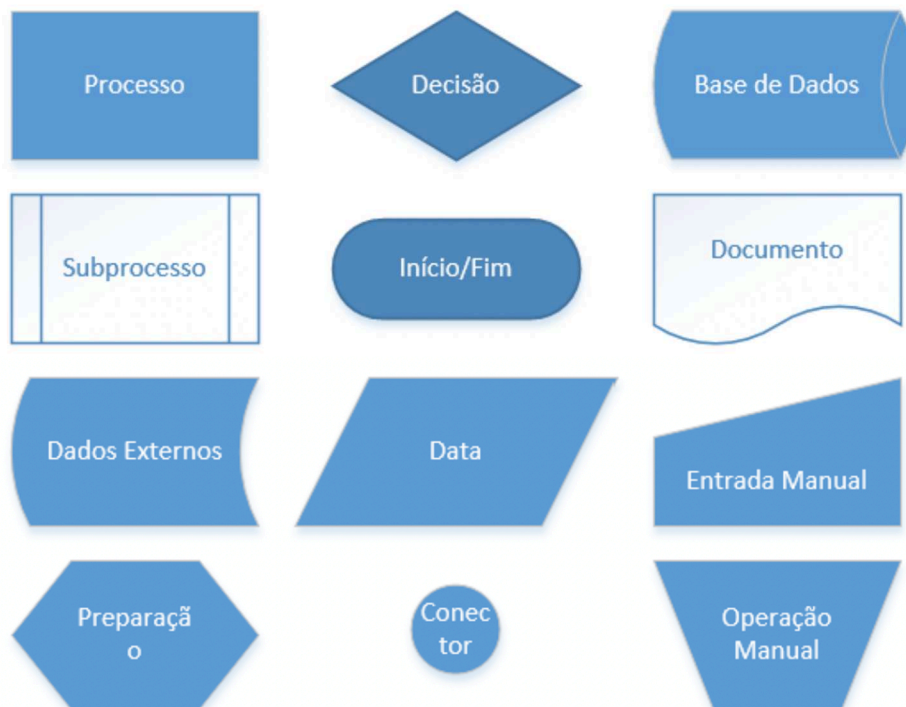 Processo
Decisão
Base de Dados
Subprocesso
Início/Fim
Documento
Dados Externos
Data
Entrada Manual
Preparaçã
o
Conec
tor
Operação
Manual